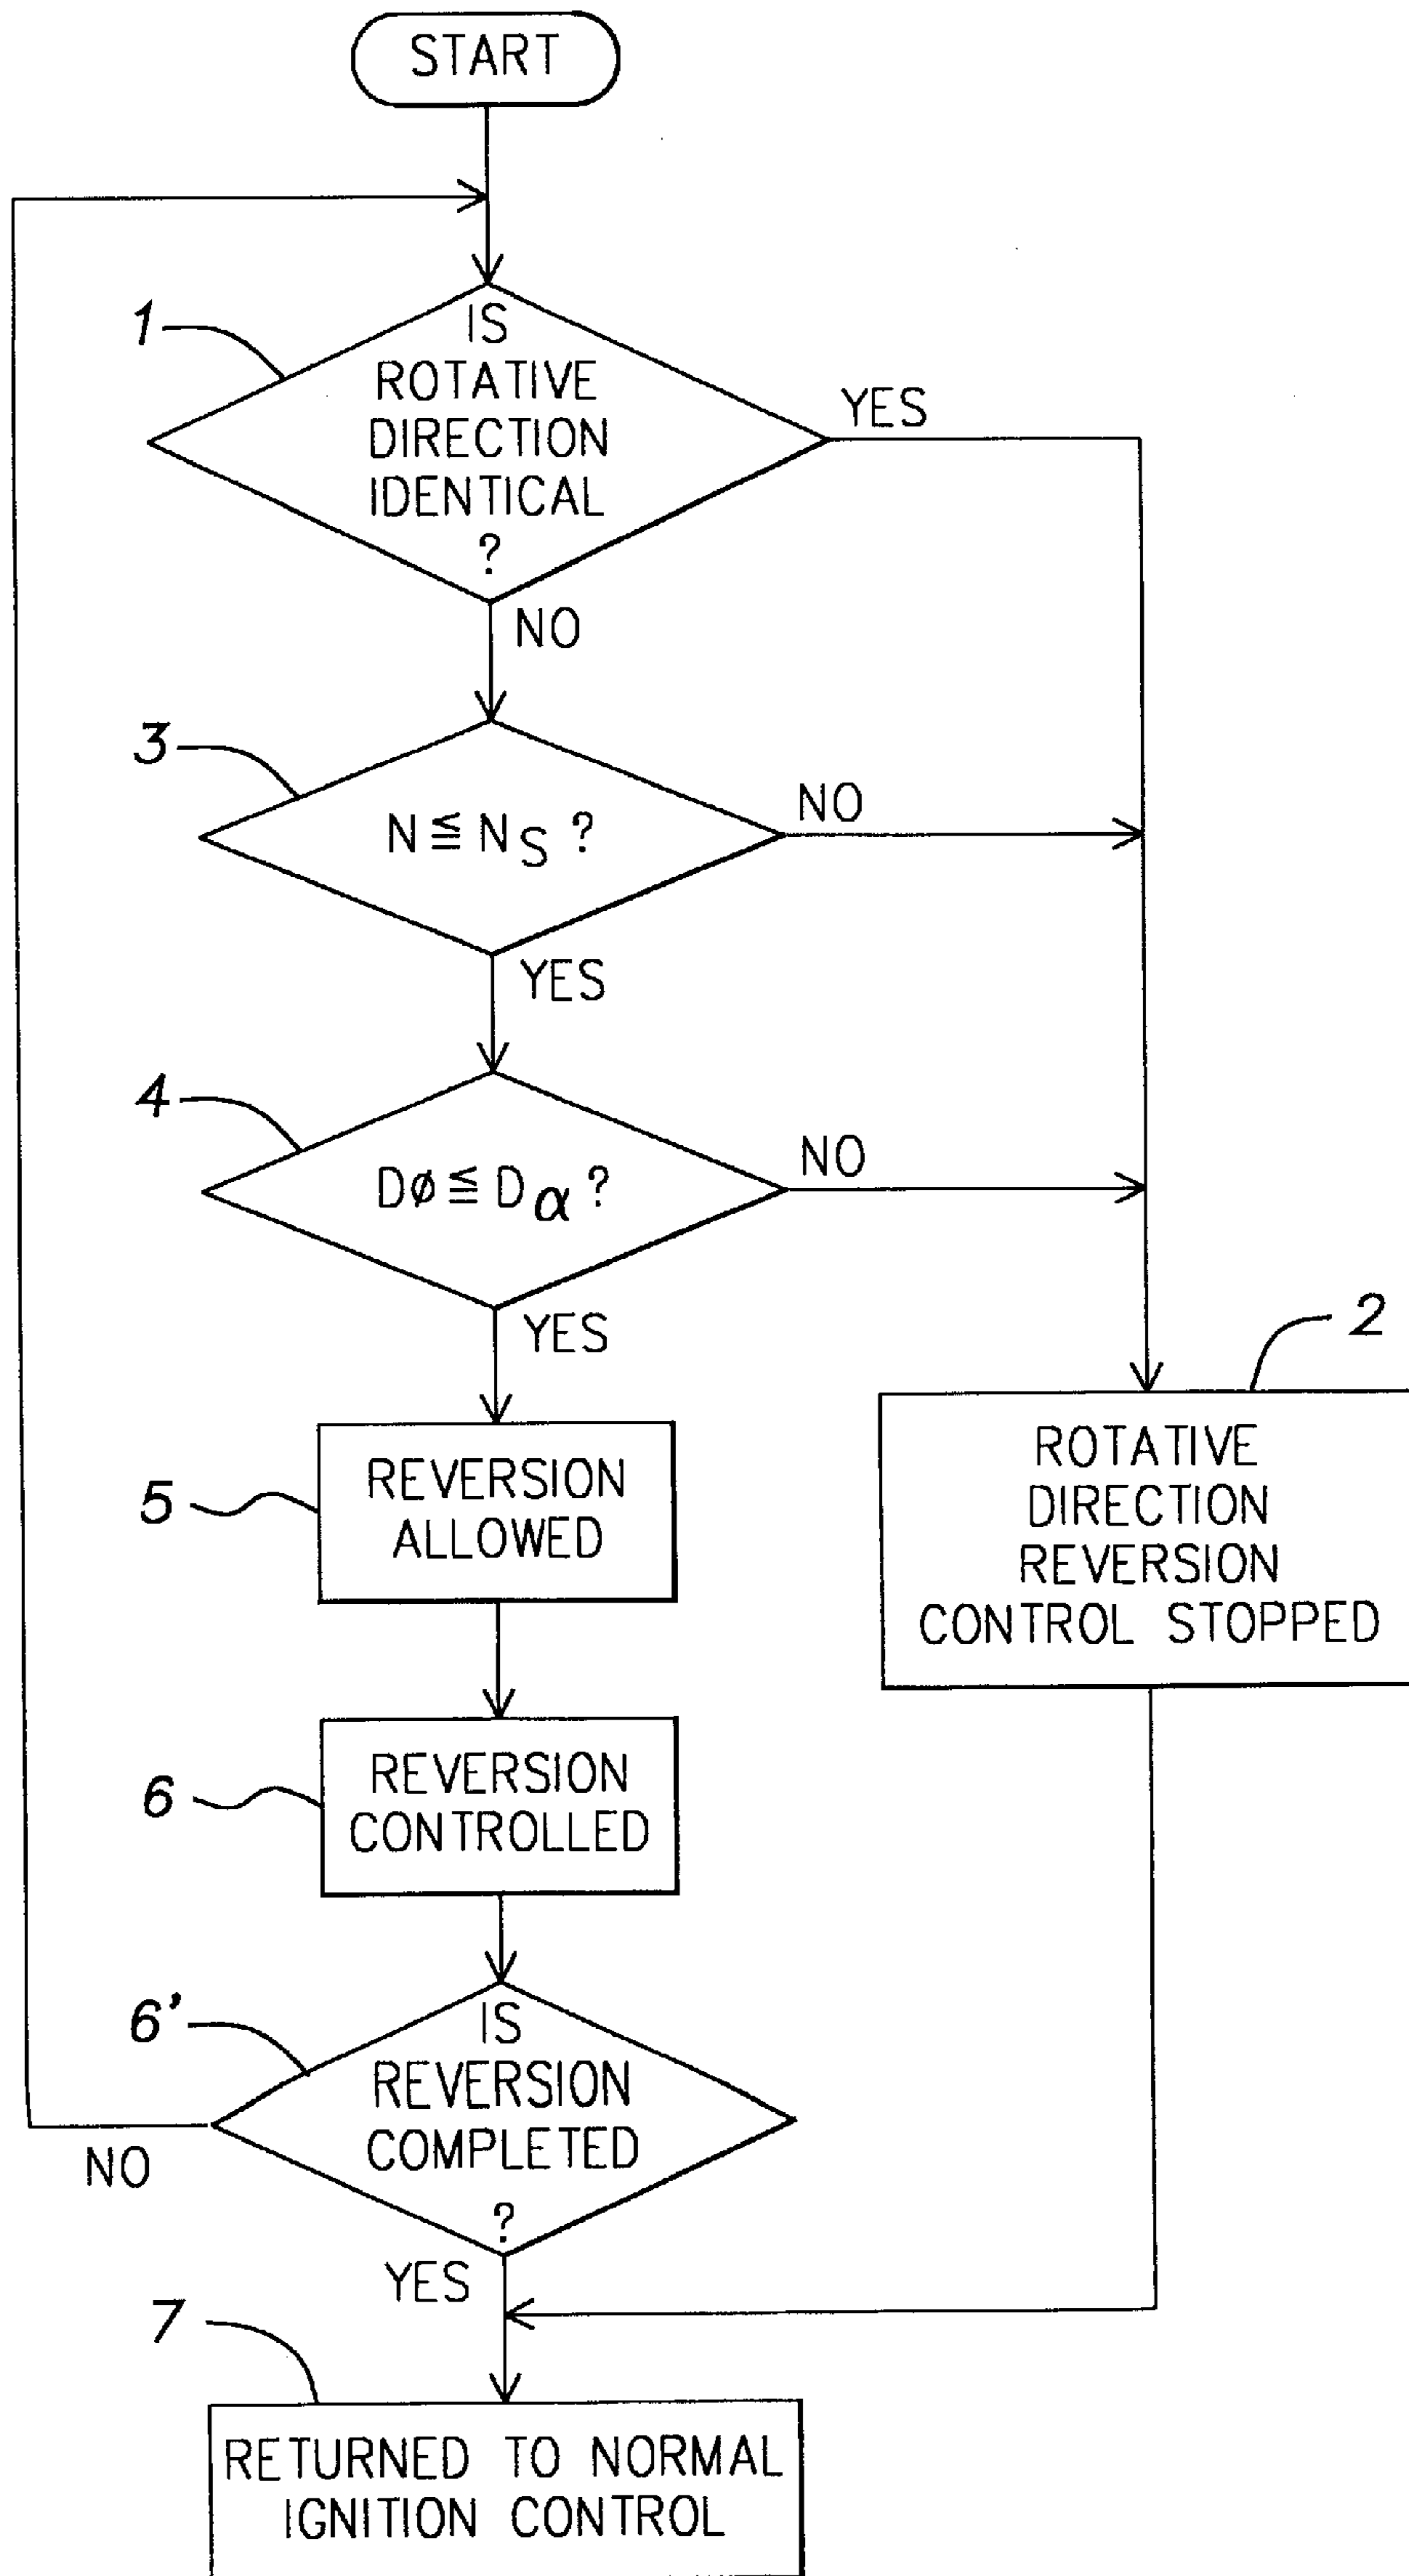 START
1
IS
ROTATIVE
DIRECTION
IDENTICAL
?
YES
NO
3
N ≦ NS ?
NO
YES
4
Dø ≦ Dα ?
NO
YES
2
ROTATIVE
DIRECTION
REVERSION
CONTROL STOPPED
5
REVERSION
ALLOWED
6
REVERSION
CONTROLLED
6'
IS
REVERSION
COMPLETED
?
NO
YES
7
RETURNED TO NORMAL
IGNITION CONTROL